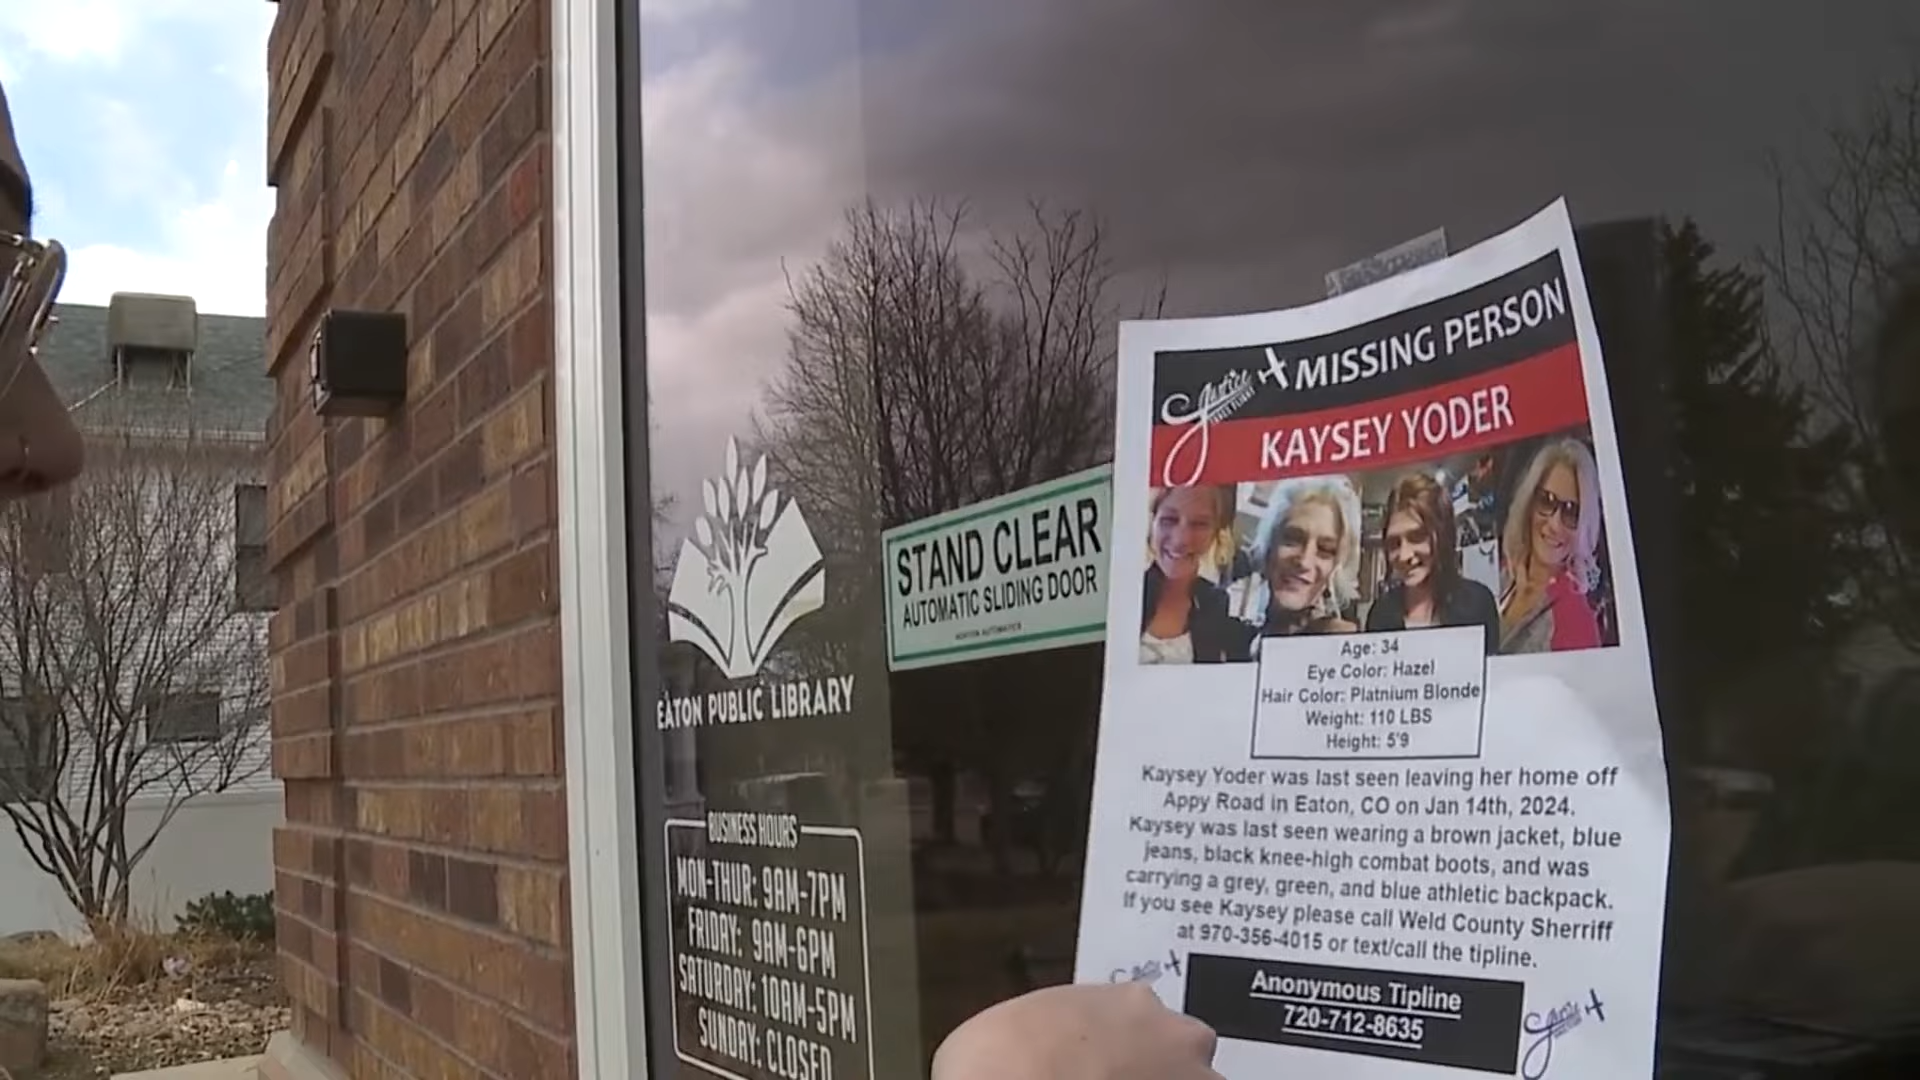 MISSING PERSON
Justice
KAYSEY YODER
STAND CLEAR
AUTOMATIC SLIDING DOOR
EATON PUBLIC LIBRARY
BUSINESS HOURS
MON-THUR: 9AM-7PM
FRIDAY: 9AM-6PM
SATURDAY: 10AM-5PM
SUNDAY: CLOSED
Age: 34
Eye Color: Hazel
Hair Color: Platnium Blonde
Weight: 110 LBS
Height: 5'9
Kaysey Yoder was last seen leaving her home off
Appy Road in Eaton, CO on Jan 14th, 2024.
Kaysey was last seen wearing a brown jacket, blue
jeans, black knee-high combat boots, and was
carrying a grey, green, and blue athletic backpack.
If you see Kaysey please call Weld County Sherriff
at 970-356-4015 or text/call the tipline.
Anonymous Tipline
720-712-8635